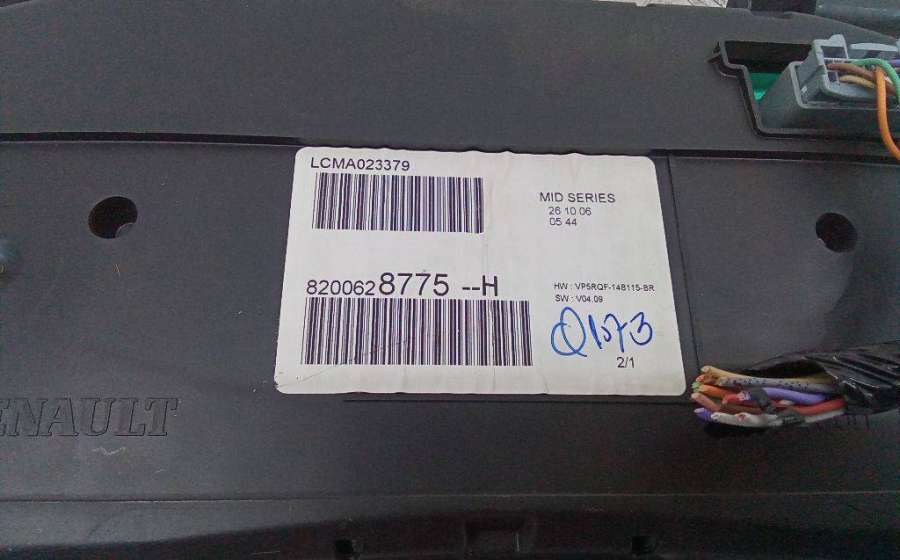 LCMA023379
MID SERIES
26 10 06
05 44
8200628775 --H
HW : VP5RQF-14B115-BR
SW : V04.09
Q1073
2/1
ENAULT